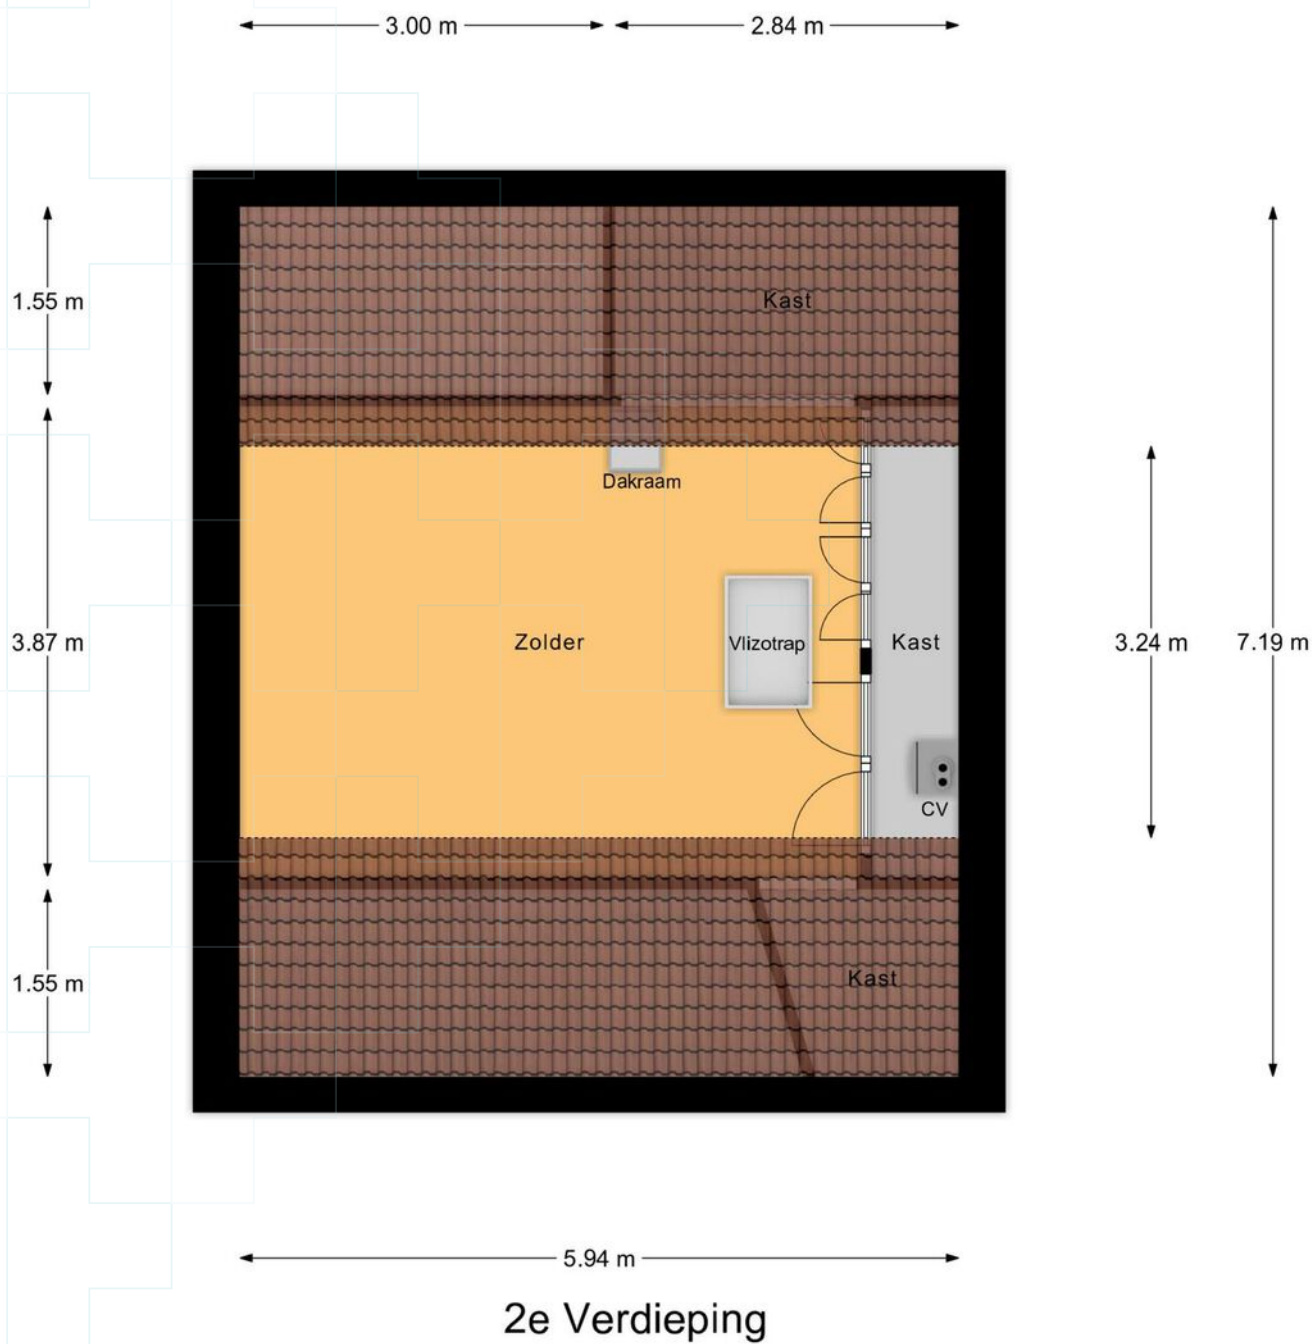 3.00 m
2.84 m
1.55 m
Kast
Dakraam
3.87 m
Zolder
Vlizotrap
Kast
3.24 m
7.19 m
CV
1.55 m
Kast
5.94 m
2e Verdieping